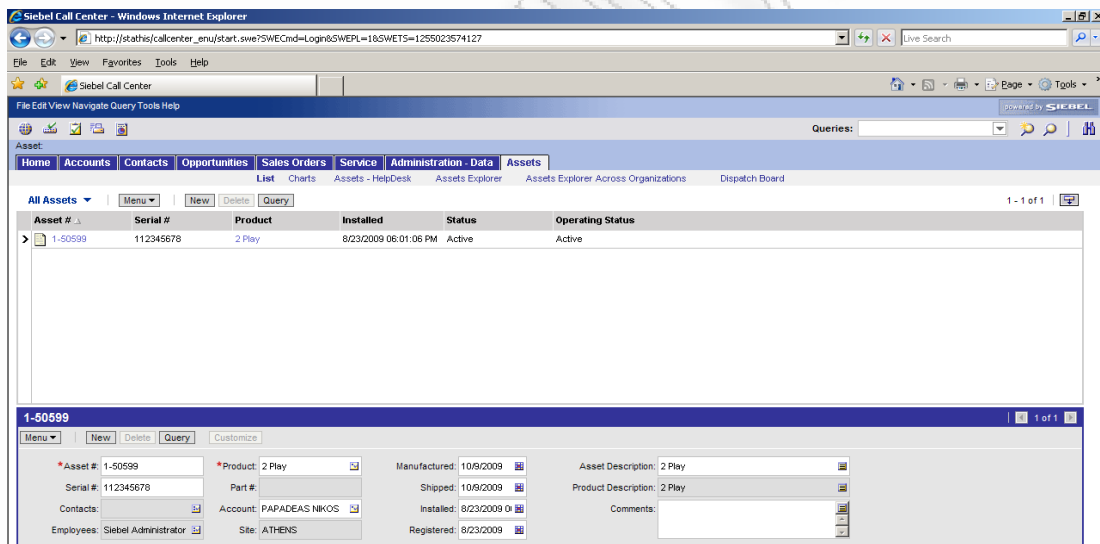 Siebel Call Center - Windows Internet Explorer
http://stathis/callcenter_enu/start.swe?SWECmd=Login&SWEPL=1&SWETS=1255023574127 Live Search
File Edit View Favorites Tools Help
Siebel Call Center Page Tools
File Edit View Navigate Query Tools Help powered by SIEBEL
Queries:
Asset:
Home Accounts Contacts Opportunities Sales Orders Service Administration - Data Assets
List Charts Assets - HelpDesk Assets Explorer Assets Explorer Across Organizations Dispatch Board
All Assets Menu New Delete Query 1 - 1 of 1
Asset # Serial # Product Installed Status Operating Status
1-50599 112345678 2 Play 8/23/2009 06:01:06 PM Active Active
1-50599 1 of 1
Menu New Delete Query Customize
*Asset #: 1-50599 *Product: 2 Play Manufactured: 10/9/2009 Asset Description: 2 Play
Serial #: 112345678 Part #: Shipped: 10/9/2009 Product Description: 2 Play
Contacts: Account: PAPADEAS NIKOS Installed: 8/23/2009 0 Comments:
Employees: Siebel Administrator Site: ATHENS Registered: 8/23/2009